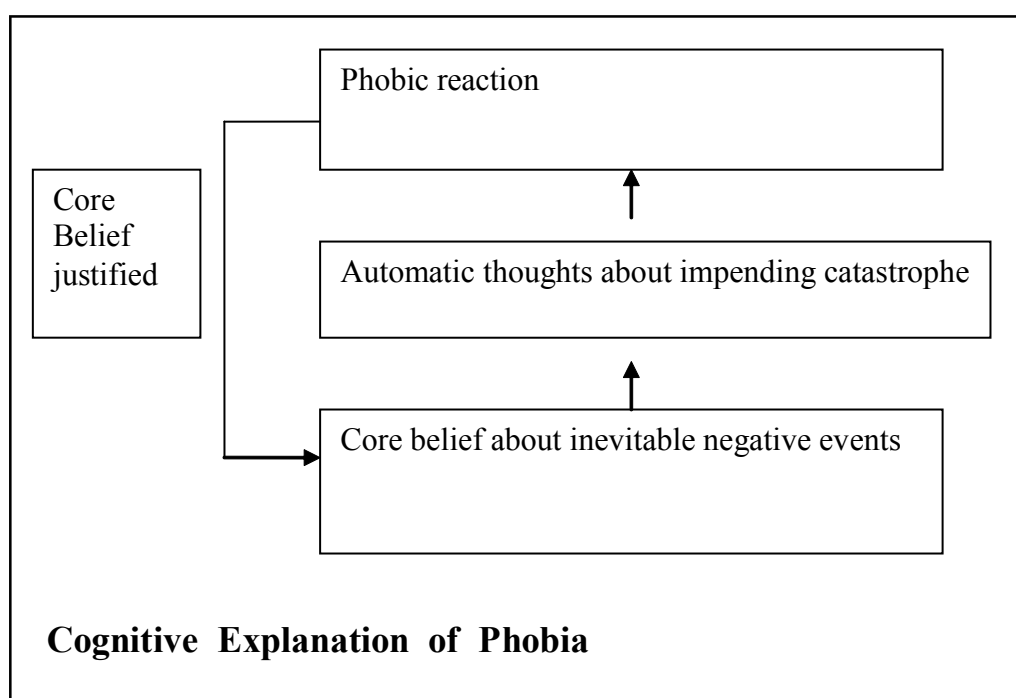 Phobic reaction
Core
Belief
justified
Automatic thoughts about impending catastrophe
Core belief about inevitable negative events
Cognitive Explanation of Phobia